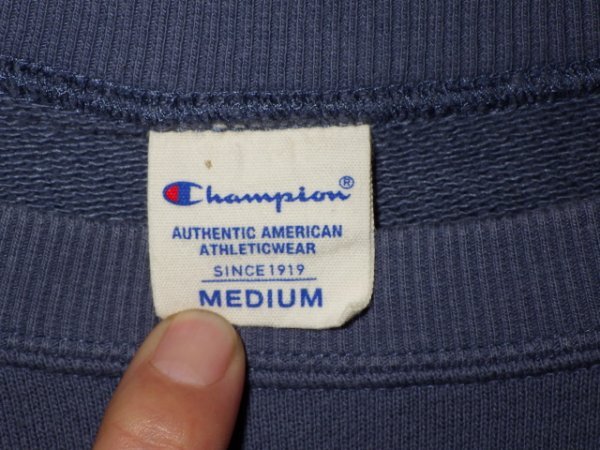 Champion®
AUTHENTIC AMERICAN
ATHLETICWEAR
SINCE 1919
MEDIUM